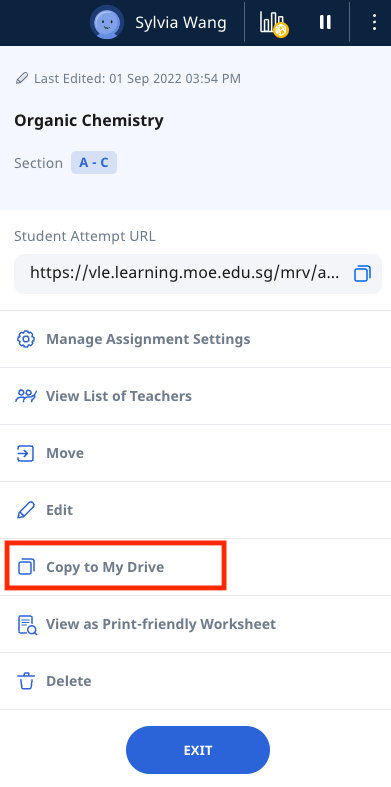 Sylvia Wang
Last Edited: 01 Sep 2022 03:54 PM
Organic Chemistry
Section A - C
Student Attempt URL
https://vle.learning.moe.edu.sg/mrv/a...
Manage Assignment Settings
View List of Teachers
Move
Edit
Copy to My Drive
View as Print-friendly Worksheet
Delete
EXIT